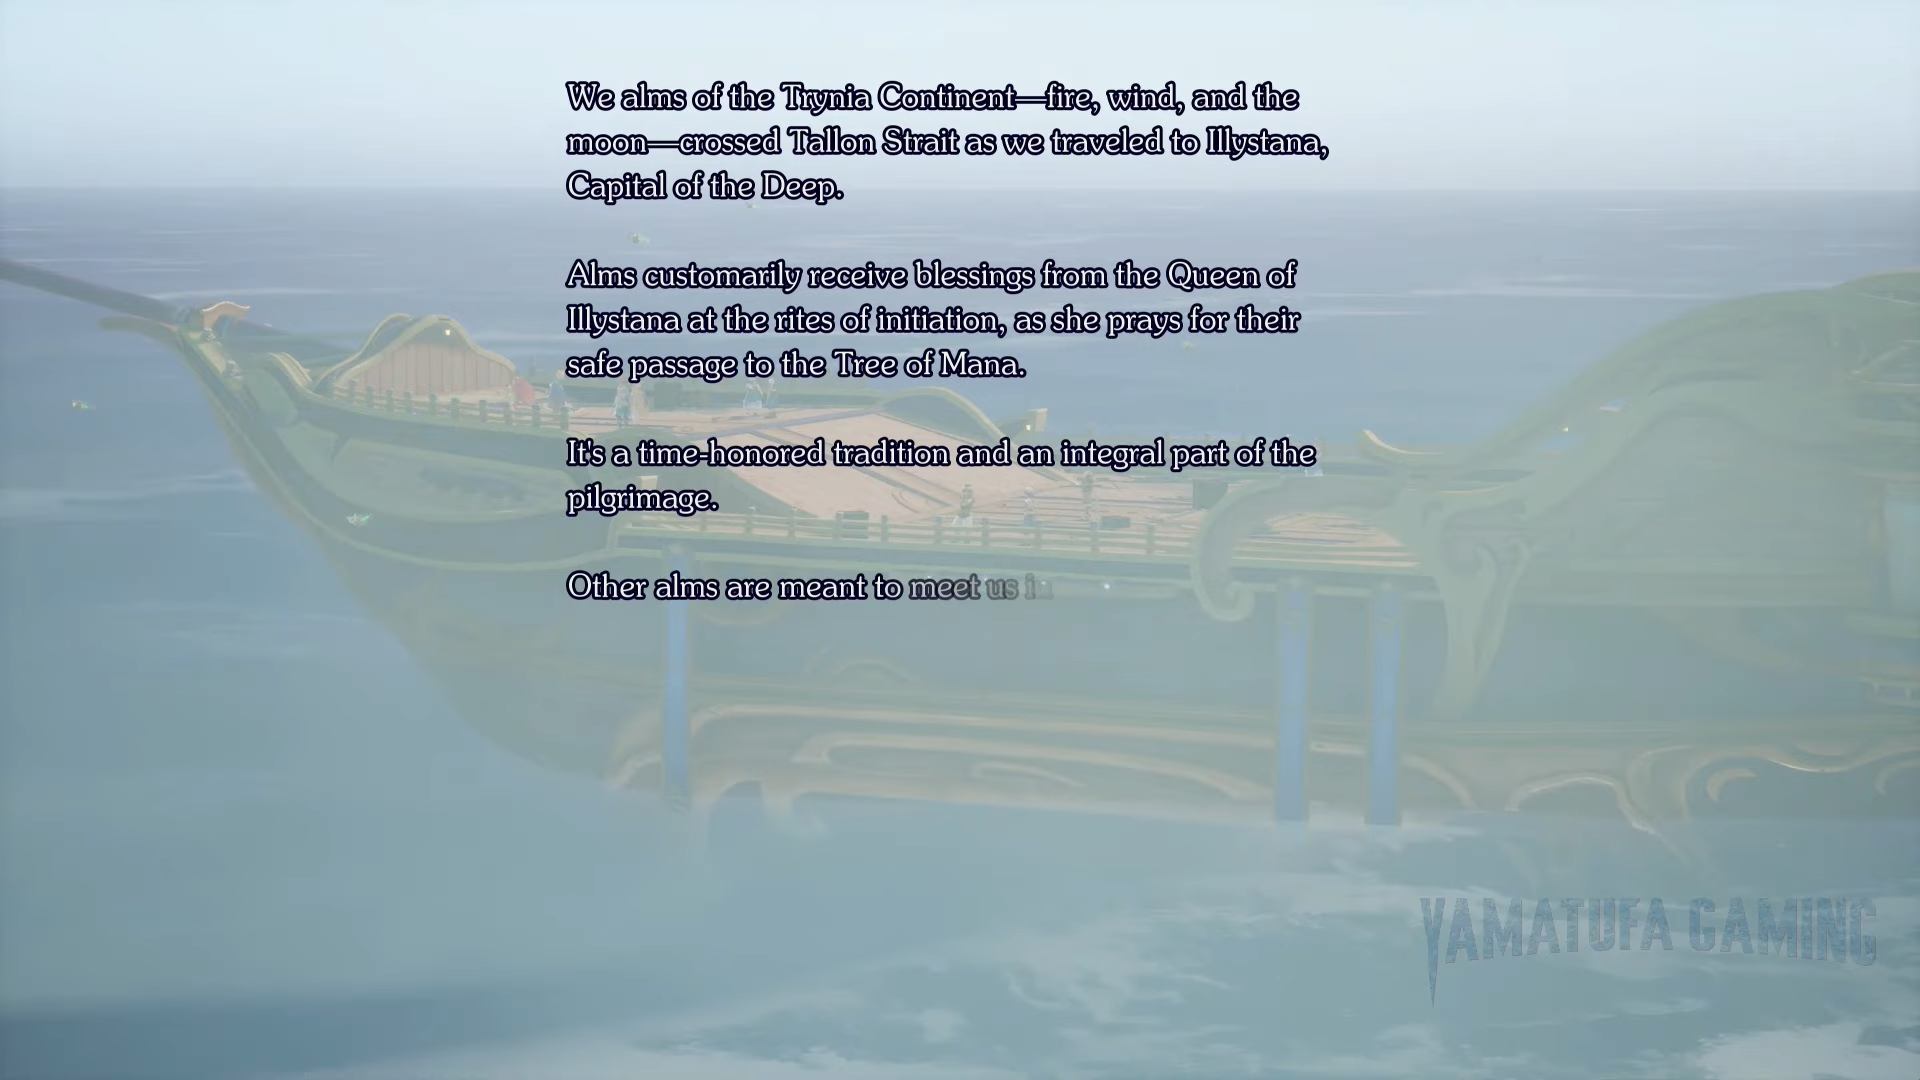 We alms of the Trynia Continent—fire, wind, and the
moon—crossed Tallon Strait as we traveled to Illystana,
Capital of the Deep.
Alms customarily receive blessings from the Queen of
Illystana at the rites of initiation, as she prays for their
safe passage to the Tree of Mana.
It's a time-honored tradition and an integral part of the
pilgrimage.
Other alms are meant to meet us in
YAMATUFA GAMING